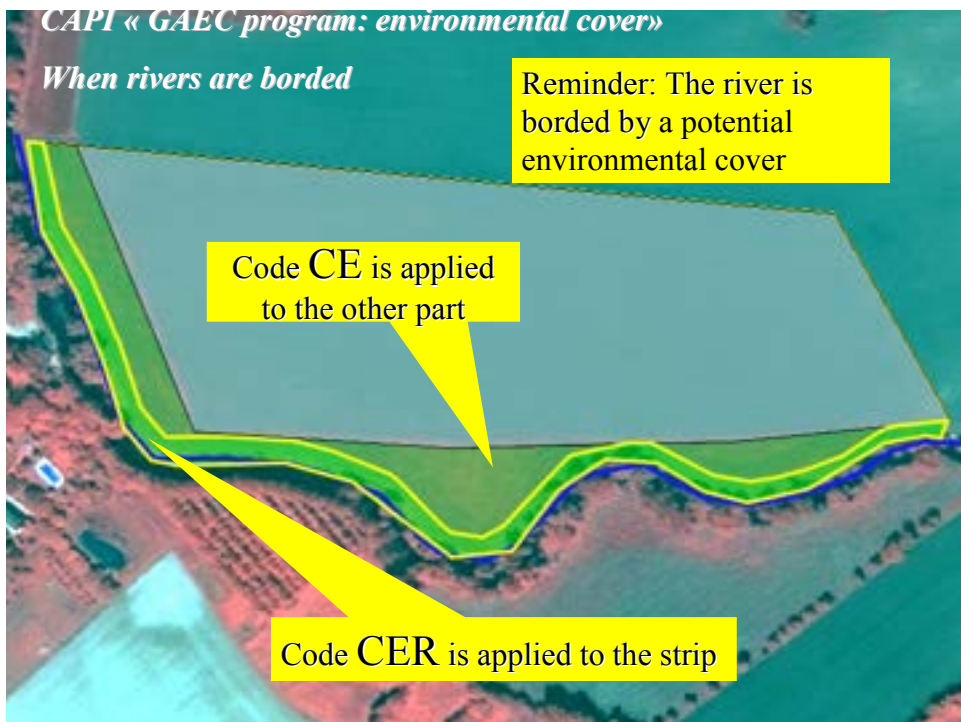 CAPI « GAEC program: environmental cover»
When rivers are borded
Reminder: The river is
borded by a potential
environmental cover
Code CE is applied
to the other part
Code CER is applied to the strip